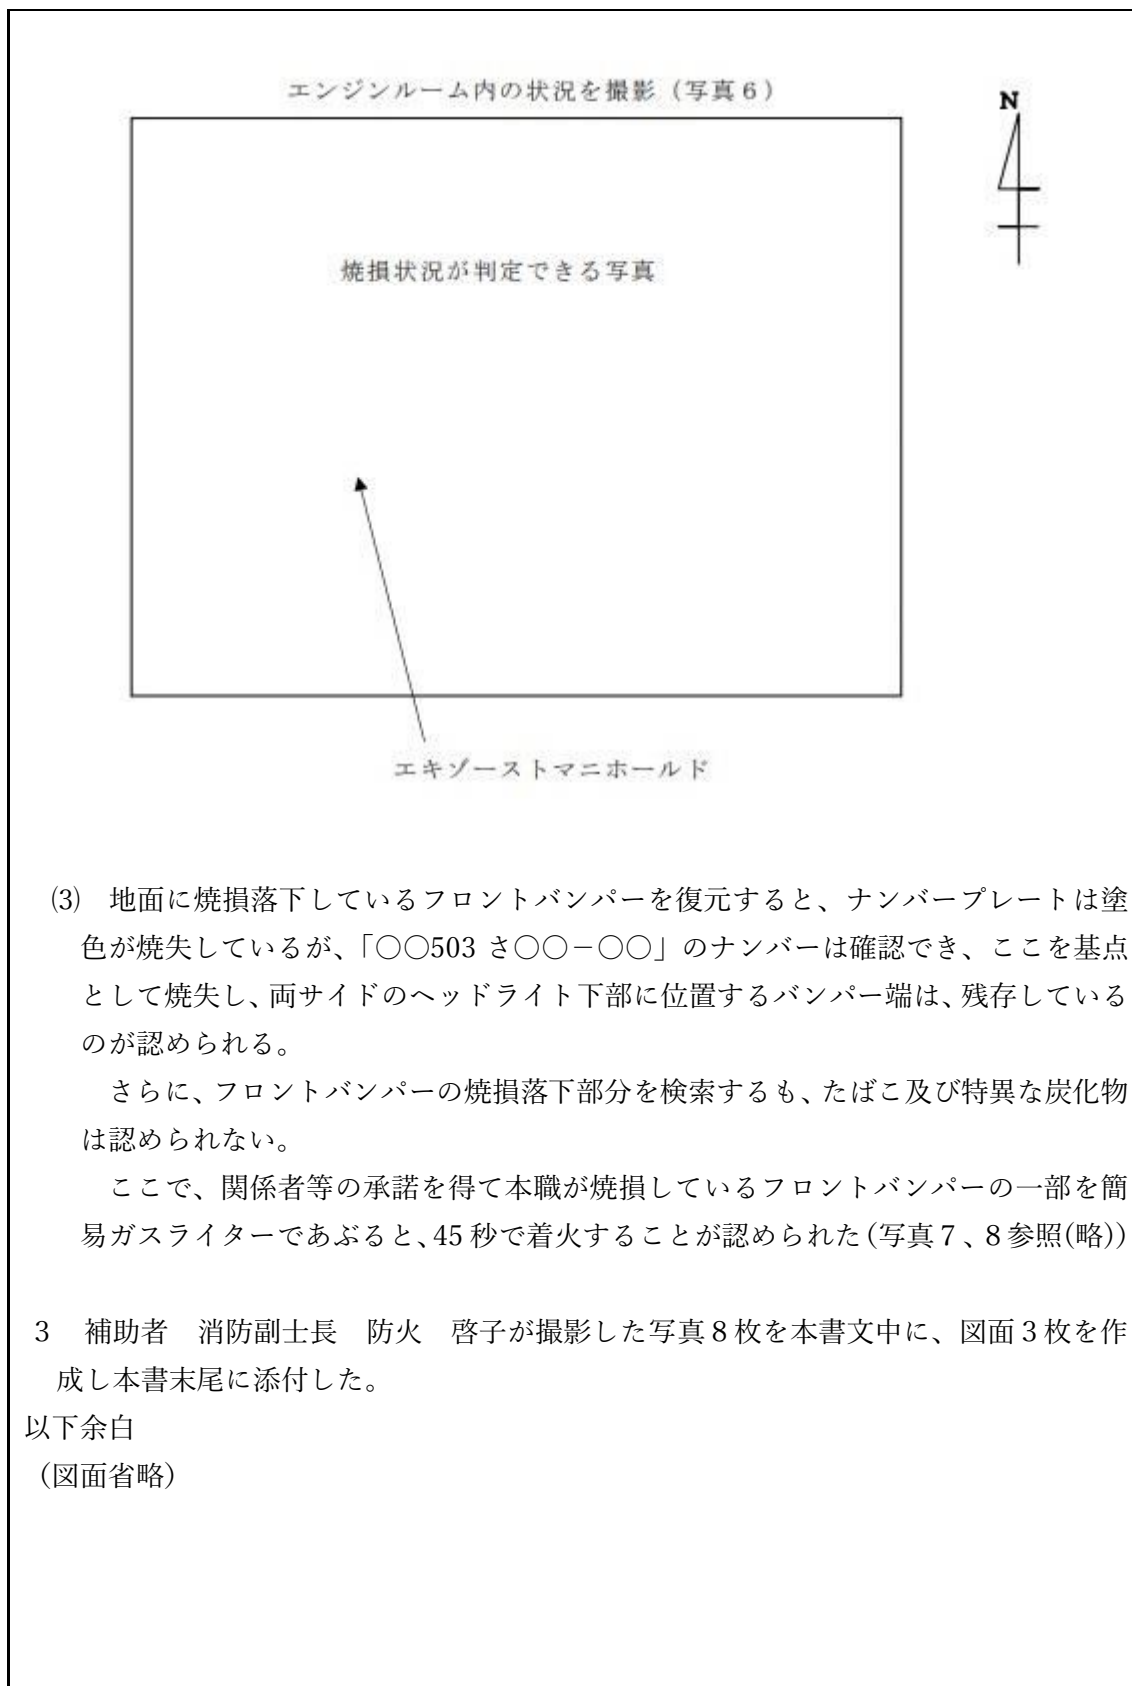 エンジンルーム内の状況を撮影（写真６）
N
焼損状況が判定できる写真
エキゾーストマニホールド
⑶　地面に焼損落下しているフロントバンパーを復元すると、ナンバープレートは塗
色が焼失しているが、「○○503 さ○○－○○」のナンバーは確認でき、ここを基点
として焼失し、両サイドのヘッドライト下部に位置するバンパー端は、残存している
のが認められる。
さらに、フロントバンパーの焼損落下部分を検索するも、たばこ及び特異な炭化物
は認められない。
ここで、関係者等の承諾を得て本職が焼損しているフロントバンパーの一部を簡
易ガスライターであぶると、45 秒で着火することが認められた（写真７、８参照(略)）
３　補助者　消防副士長　防火　啓子が撮影した写真８枚を本書文中に、図面３枚を作
成し本書末尾に添付した。
以下余白
（図面省略）